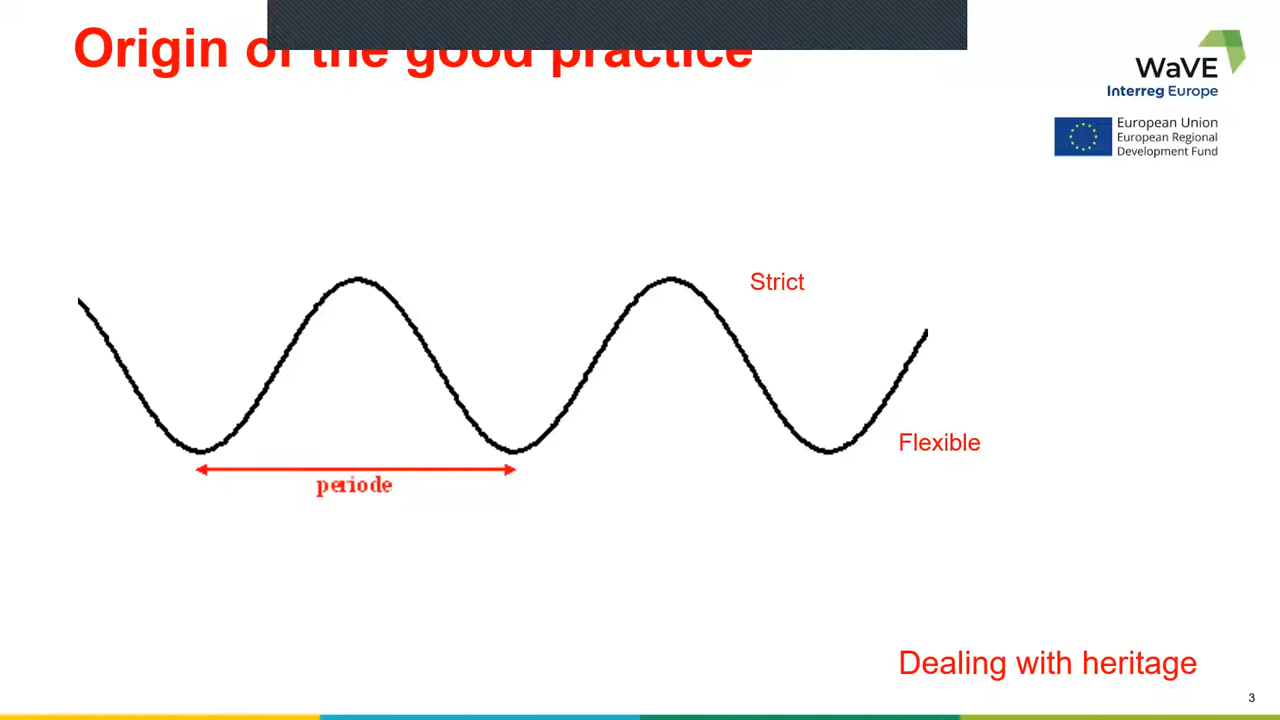 Origin of the good practice
WaVE
Interreg Europe
European Union
European Regional
Development Fund
Strict
Flexible
periode
Dealing with heritage
3